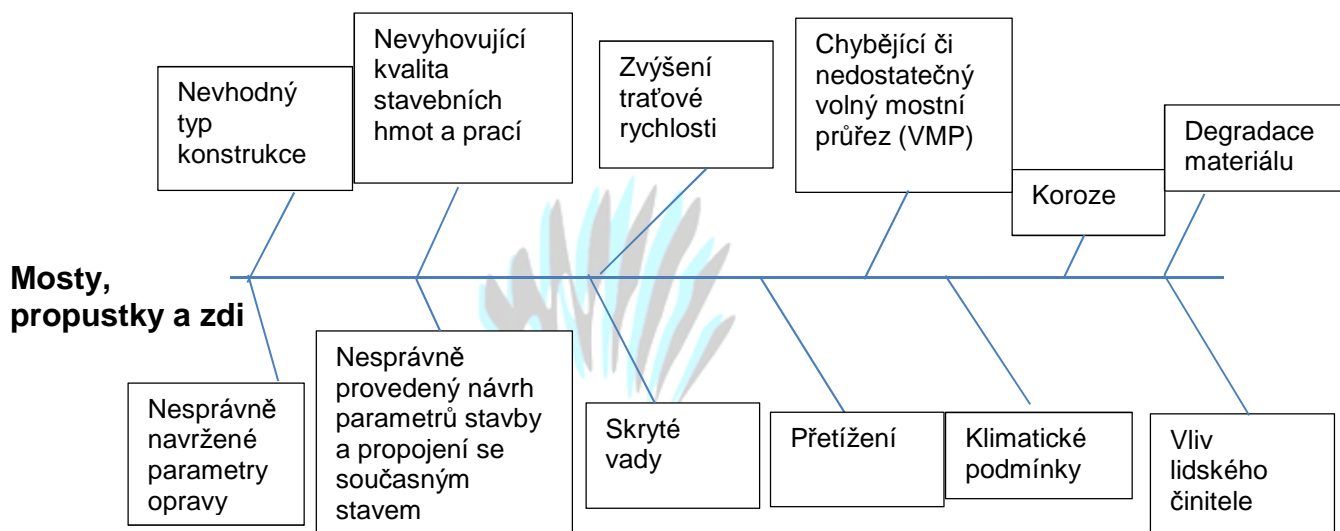 Nevhodný
typ
konstrukce
Nevyhovující
kvalita
stavebních
hmot a prací
Zvýšení
traťové
rychlosti
Chybějící či
nedostatečný
volný mostní
průřez (VMP)
Koroze
Degradace
materiálu
Mosty,
propustky a zdi
Nesprávně
navržené
parametry
opravy
Nesprávně
provedený návrh
parametrů stavby
a propojení se
současným
stavem
Skryté
vady
Přetížení
Klimatické
podmínky
Vliv
lidského
činitele